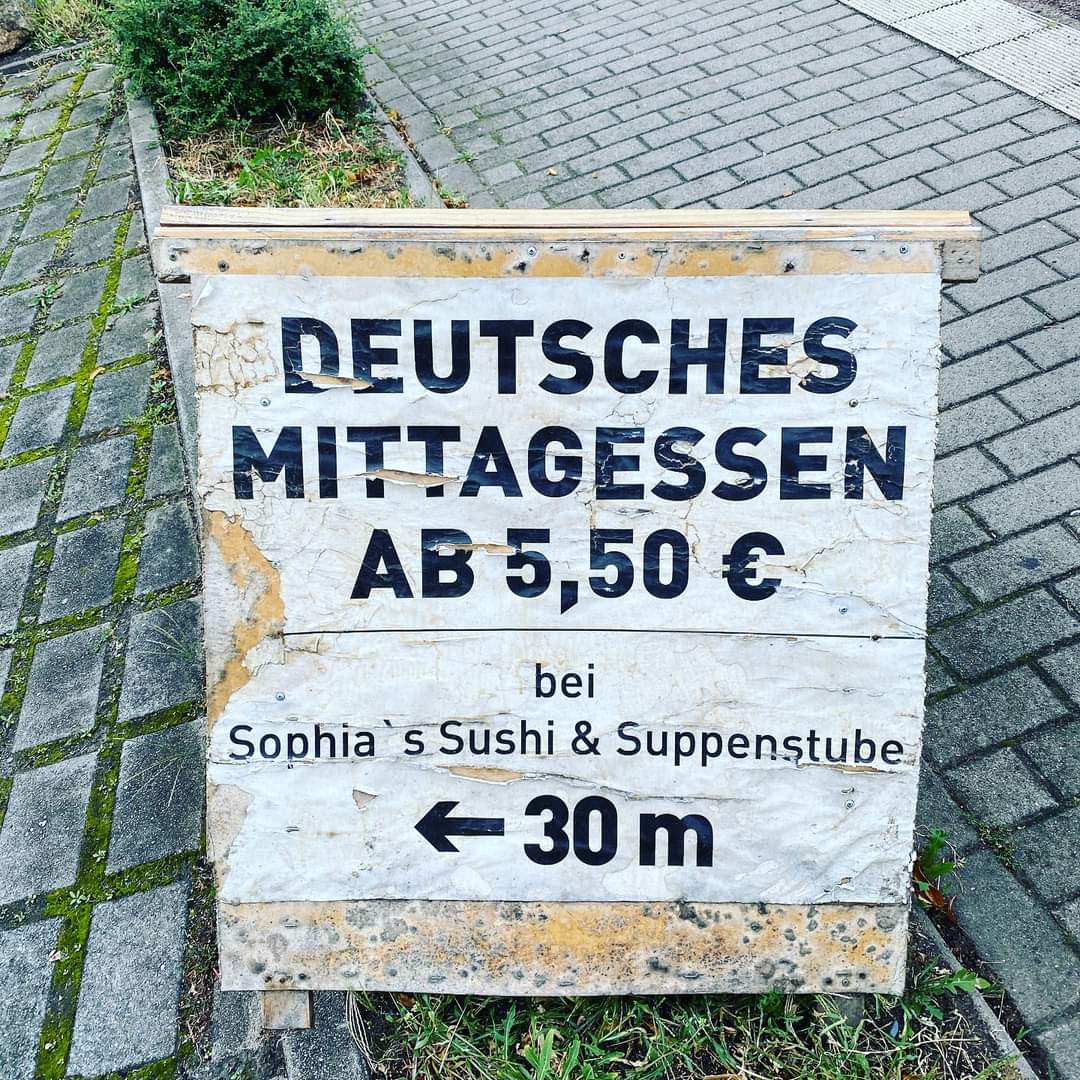 DEUTSCHES
MITTAGESSEN
AB 5,50 €
bei
Sophia`s Sushi & Suppenstube
← 30 m